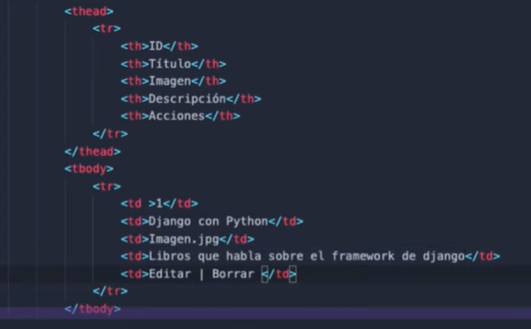 <thead>
<tr>
<th>ID</th>
<th>Título</th>
<th>Imagen</th>
<th>Descripción</th>
<th>Acciones</th>
</tr>
</thead>
<tbody>
<tr>
<td >1</td>
<td>Django con Python</td>
<td>Imagen.jpg</td>
<td>Libros que habla sobre el framework de django</td>
<td>Editar | Borrar </td>
</tr>
</tbody>